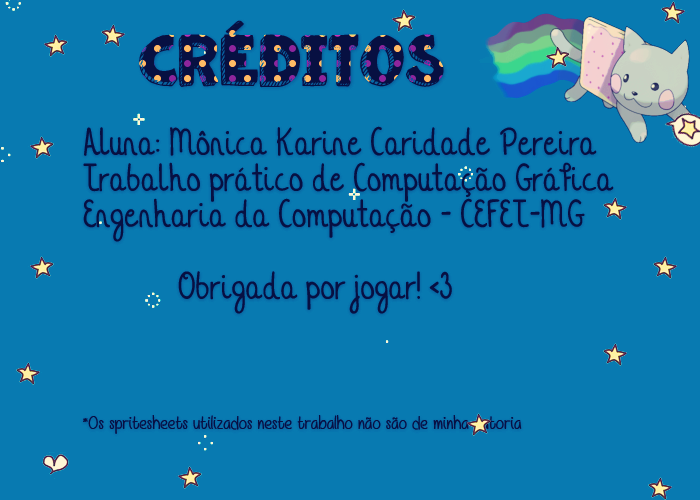 CRÉDITOS
Aluna: Mônica Karine Caridade Pereira
Trabalho prático de Computação Gráfica
Engenharia da Computação - CEFET-MG
Obrigada por jogar! <3
*Os spritesheets utilizados neste trabalho não são de minha